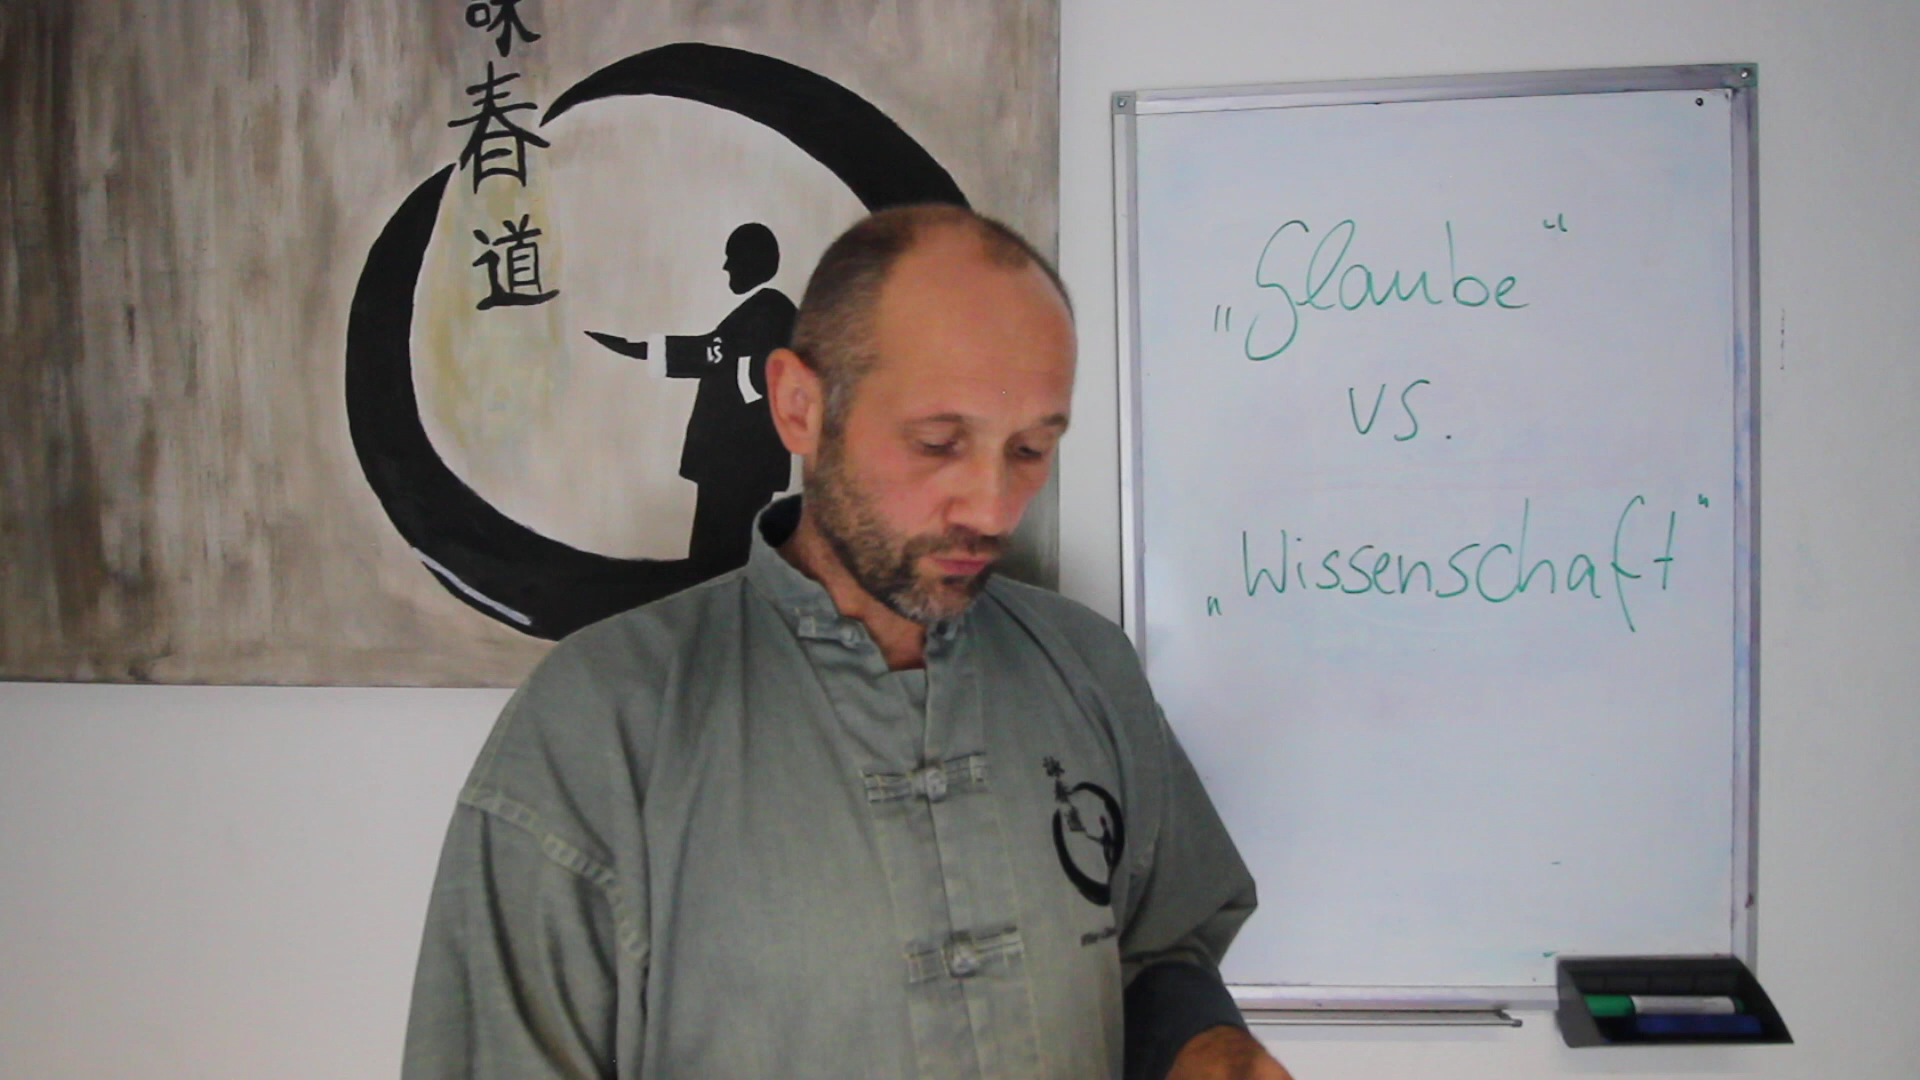 咏
春
道
„Glaube“
vs.
„Wissenschaft"